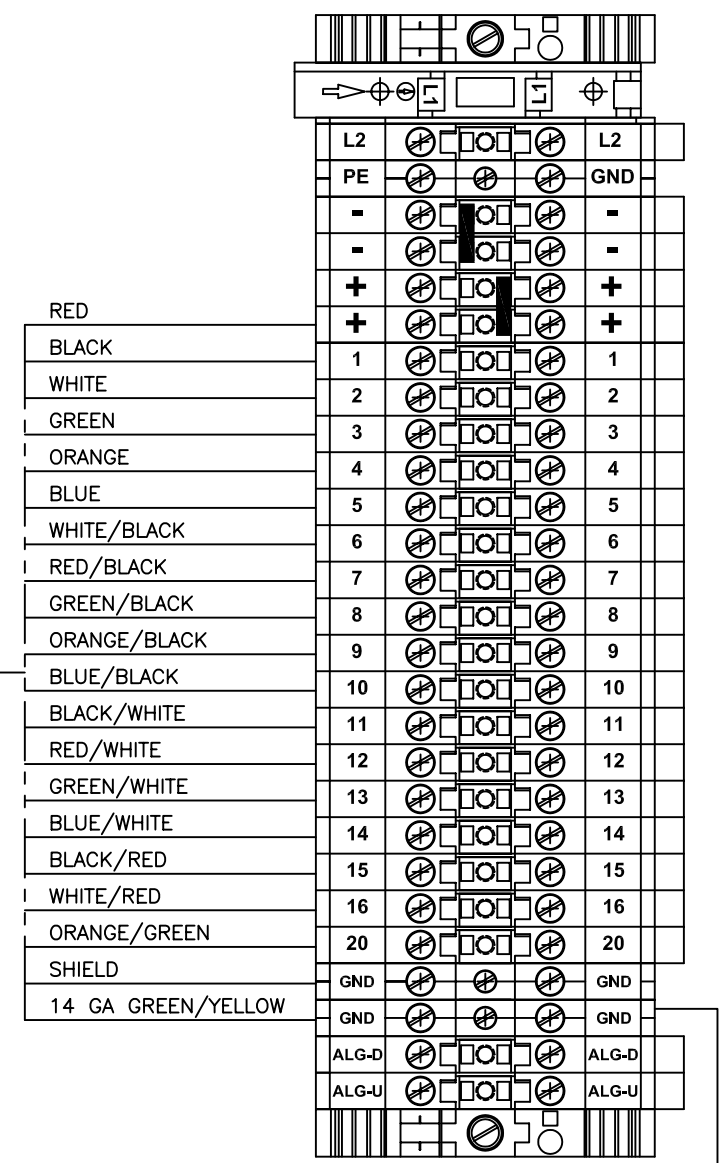 L1 L1
L2 L2
PE GND
- -
- -
+ +
RED + +
BLACK 1 1
WHITE 2 2
GREEN 3 3
ORANGE 4 4
BLUE 5 5
WHITE/BLACK 6 6
RED/BLACK 7 7
GREEN/BLACK 8 8
ORANGE/BLACK 9 9
BLUE/BLACK 10 10
BLACK/WHITE 11 11
RED/WHITE 12 12
GREEN/WHITE 13 13
BLUE/WHITE 14 14
BLACK/RED 15 15
WHITE/RED 16 16
ORANGE/GREEN 20 20
SHIELD GND GND
14 GA GREEN/YELLOW GND GND
ALG-D ALG-D
ALG-U ALG-U